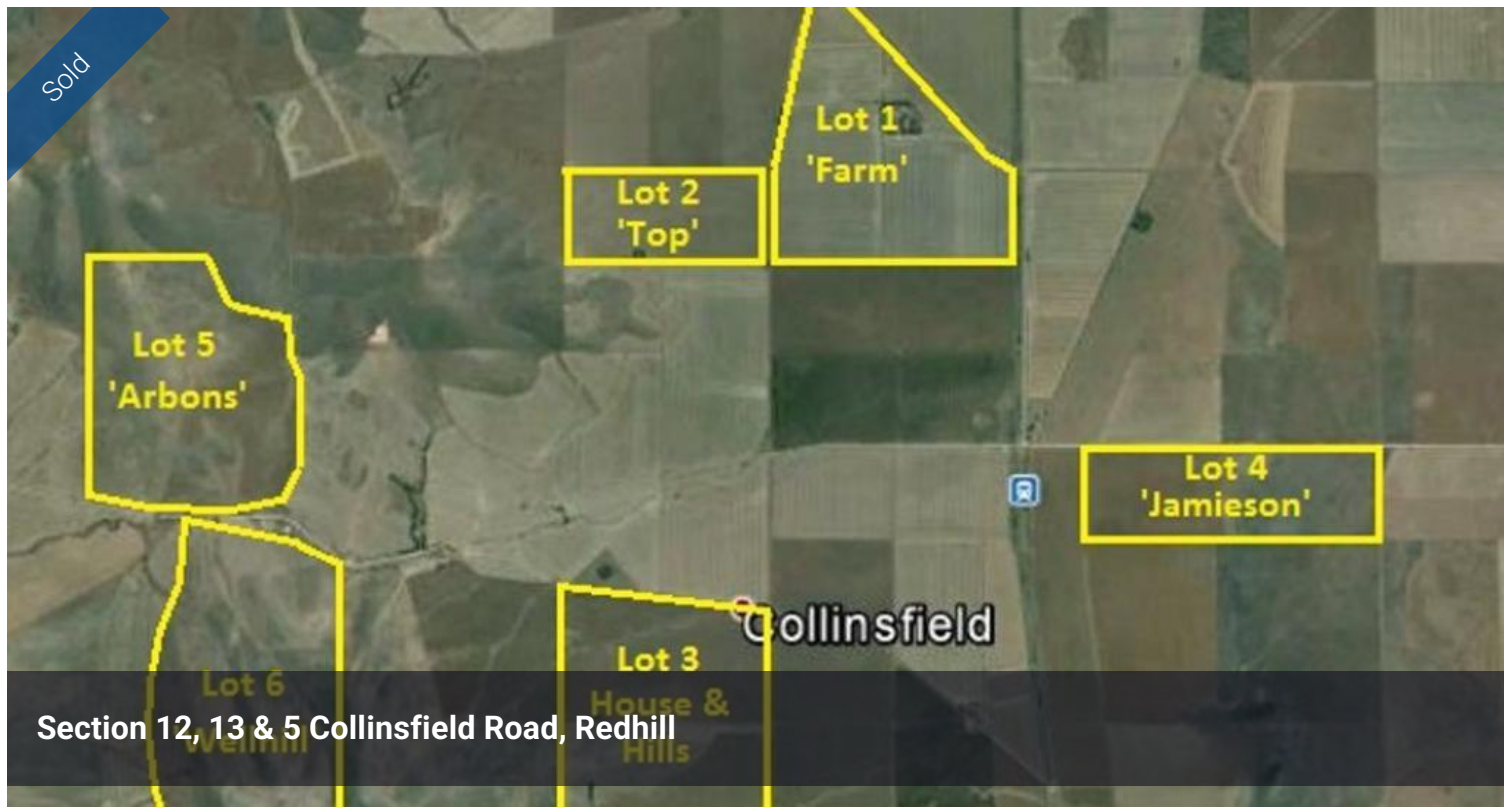 Sold
Lot 1
'Farm'
Lot 2
'Top'
Lot 5
'Arbons'
Lot 4
'Jamieson'
Collinsfield
Lot 3
House &
Hills
Lot 6
'Wellhill'
Section 12, 13 & 5 Collinsfield Road, Redhill